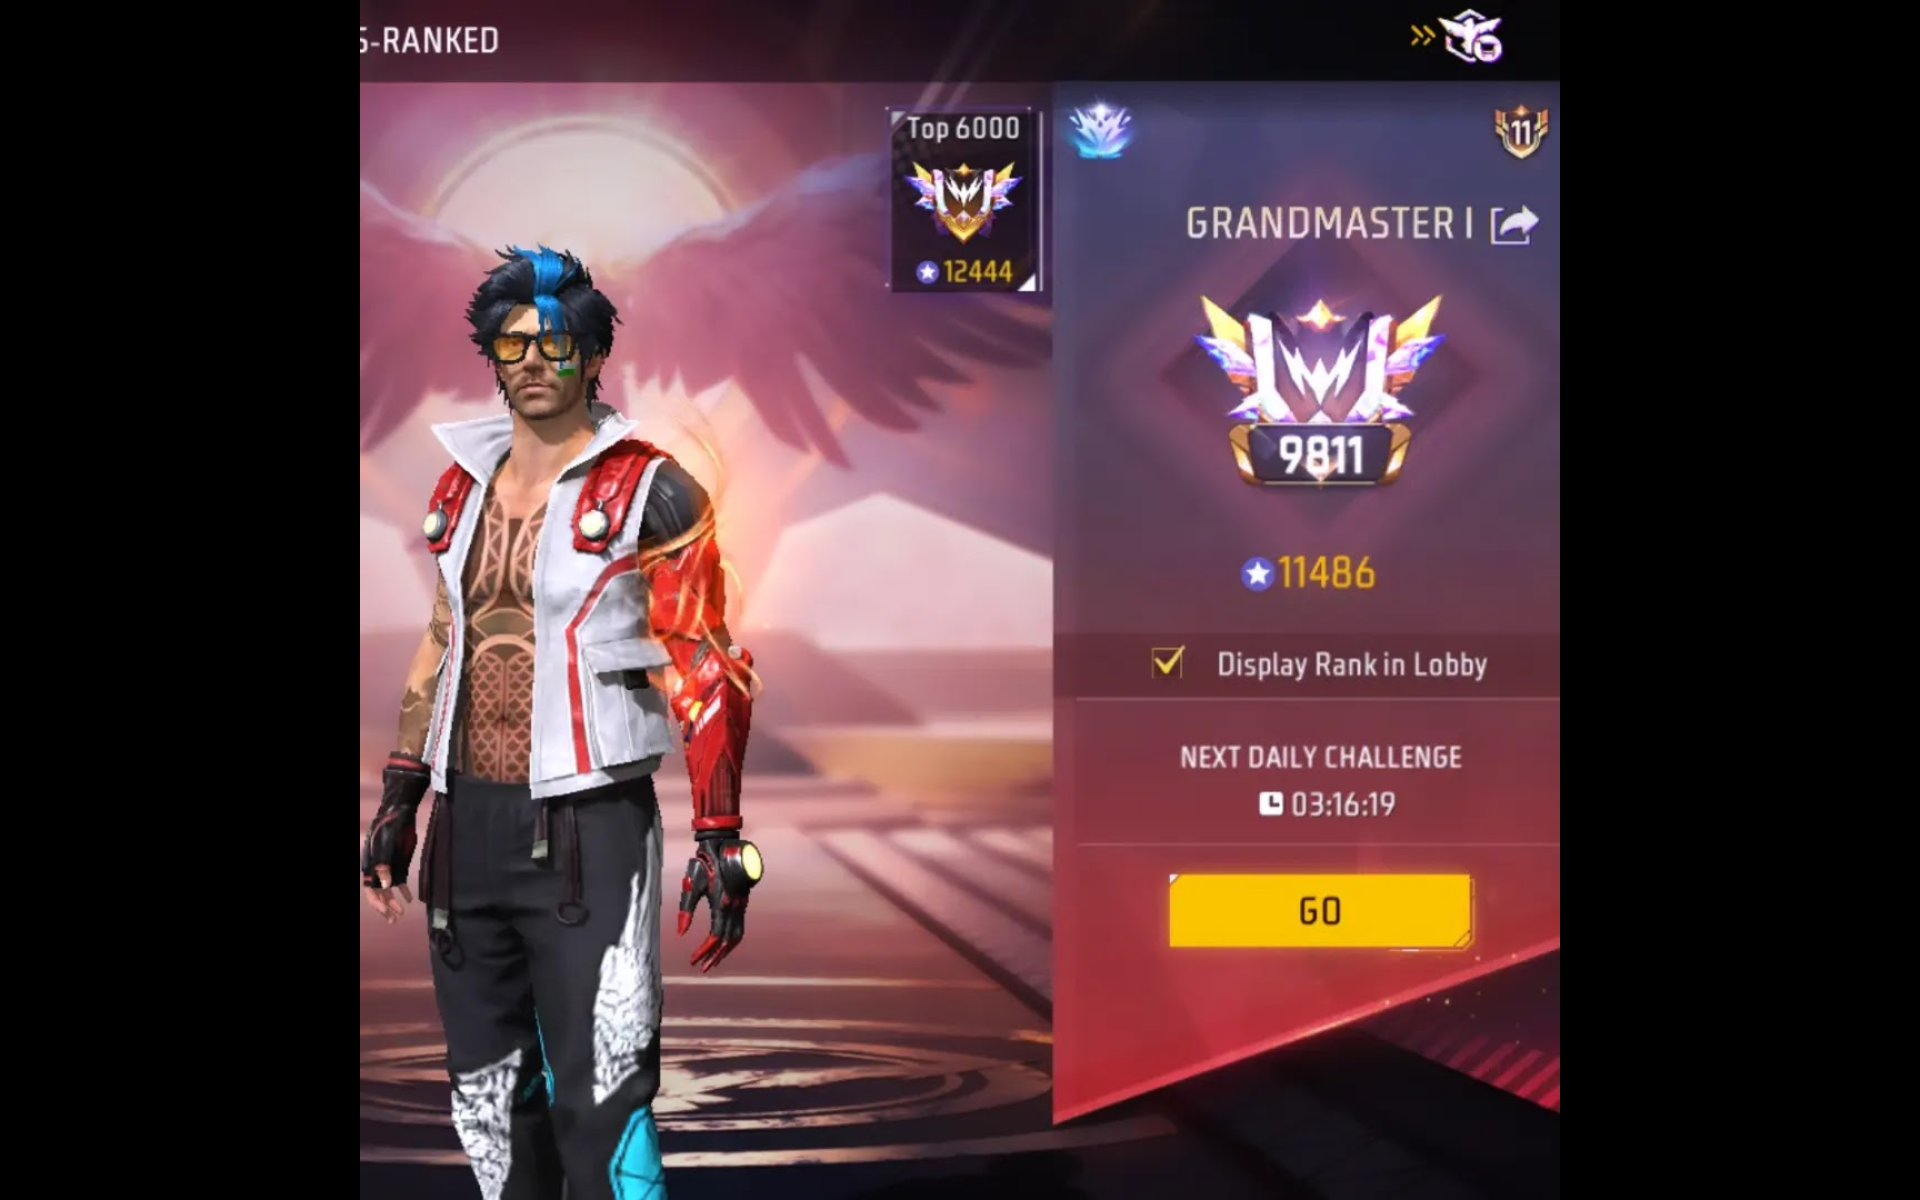 S-RANKED
Top 6000
12444
11
GRANDMASTER I
9811
11486
Display Rank in Lobby
NEXT DAILY CHALLENGE
03:16:19
GO